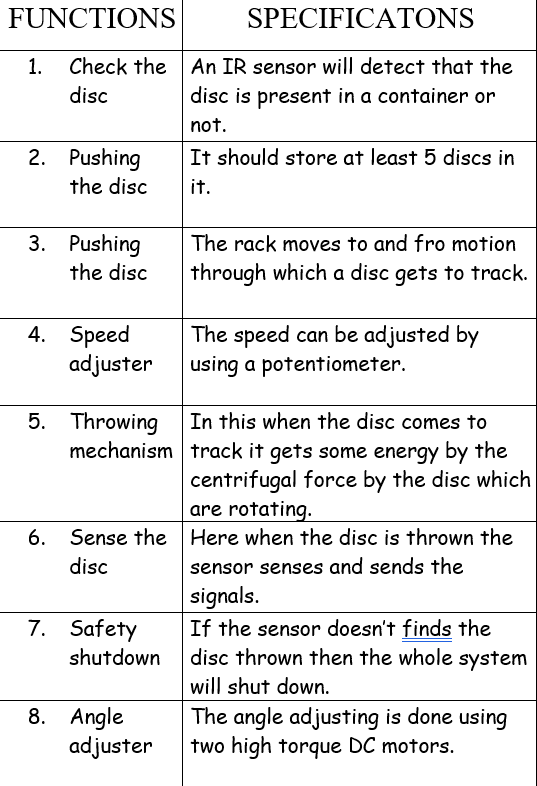 FUNCTIONS SPECIFICATONS
1. Check the disc
An IR sensor will detect that the
disc is present in a container or
not.
2. Pushing
the disc
It should store at least 5 discs in
it.
3. Pushing
the disc
The rack moves to and fro motion
through which a disc gets to track.
4. Speed
adjuster
The speed can be adjusted by
using a potentiometer.
5. Throwing
mechanism
In this when the disc comes to
track it gets some energy by the
centrifugal force by the disc which
are rotating.
6. Sense the
disc
Here when the disc is thrown the
sensor senses and sends the
signals.
7. Safety
shutdown
If the sensor doesn't finds the
disc thrown then the whole system
will shut down.
8. Angle
adjuster
The angle adjusting is done using
two high torque DC motors.